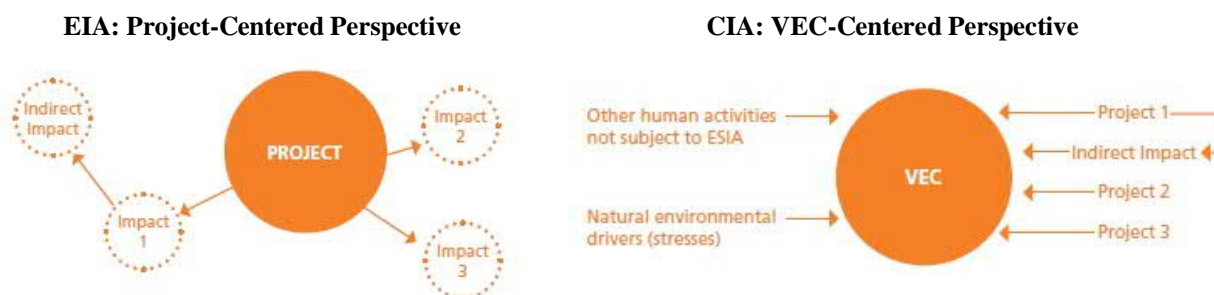 EIA: Project-Centered Perspective
Indirect
Impact
PROJECT
Impact
2
Impact
1
Impact
3
CIA: VEC-Centered Perspective
Other human activities
not subject to ESIA
Natural environmental
drivers (stresses)
VEC
Project 1
Indirect Impact
Project 2
Project 3